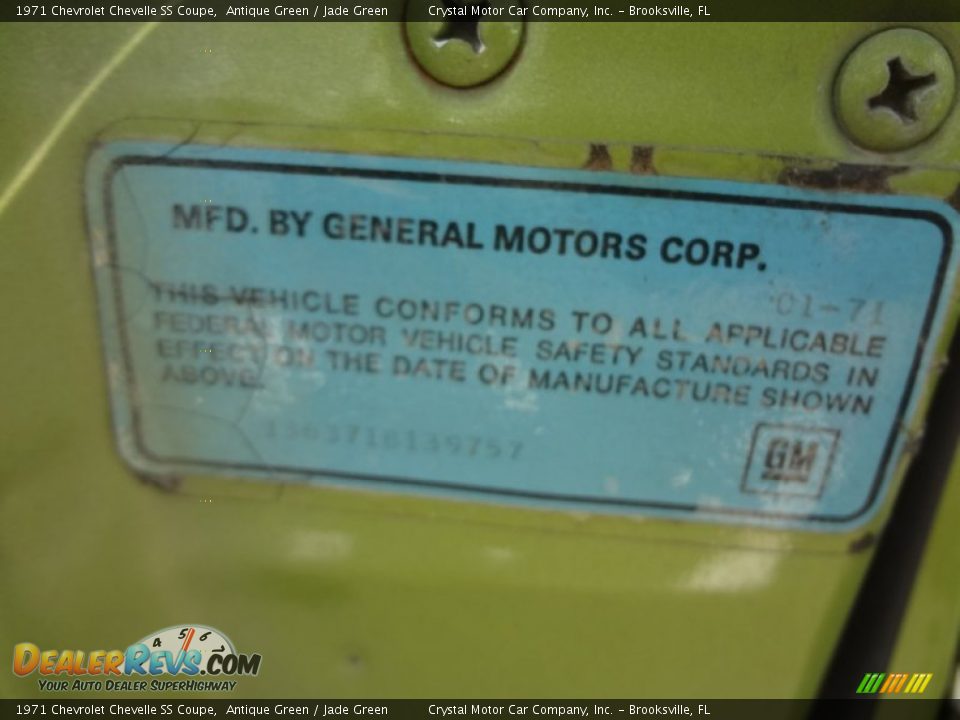 1971 Chevrolet Chevelle SS Coupe, Antique Green / Jade Green Crystal Motor Car Company, Inc. - Brooksville, FL
MFD. BY GENERAL MOTORS CORP.
01-71
THIS VEHICLE CONFORMS TO ALL APPLICABLE
FEDERAL MOTOR VEHICLE SAFETY STANDARDS IN
EFFECT ON THE DATE OF MANUFACTURE SHOWN
ABOVE.
GM
4 5 6
DEALERREVS.COM
YOUR AUTO DEALER SUPERHIGHWAY
1971 Chevrolet Chevelle SS Coupe, Antique Green / Jade Green Crystal Motor Car Company, Inc. - Brooksville, FL